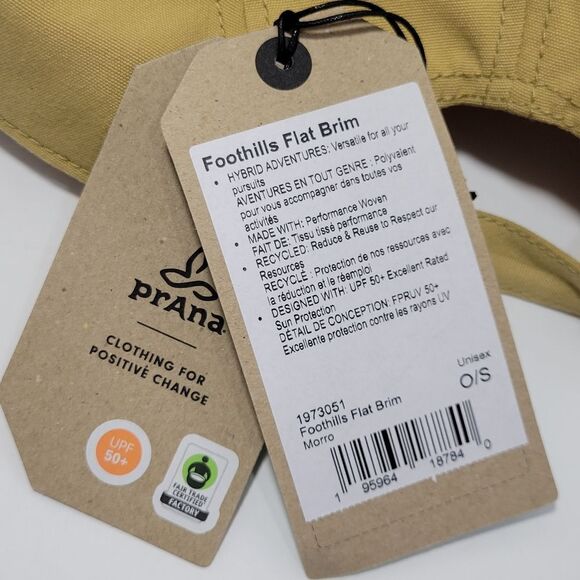 prAna
CLOTHING FOR
POSITIVE CHANGE
UPF
50+
FAIR TRADE
CERTIFIED
FACTORY
Foothills Flat Brim
• HYBRID ADVENTURES: Versatile for all your
pursuits
AVENTURES EN TOUT GENRE : Polyvalent
pour vous accompagner dans toutes vos
activités
• MADE WITH: Performance Woven
FAIT DE: Tissu tissé performance
• RECYCLED: Reduce & Reuse to Respect our
Resources
RECYCLÉ : Protection de nos ressources avec
la réduction et le réemploi
• DESIGNED WITH: UPF 50+ Excellent Rated
Sun Protection
DÉTAIL DE CONCEPTION: FPRUV 50+
Excellente protection contre les rayons UV
Unisex
O/S
1973051
Foothills Flat Brim
Morro
1 95964 18784 0